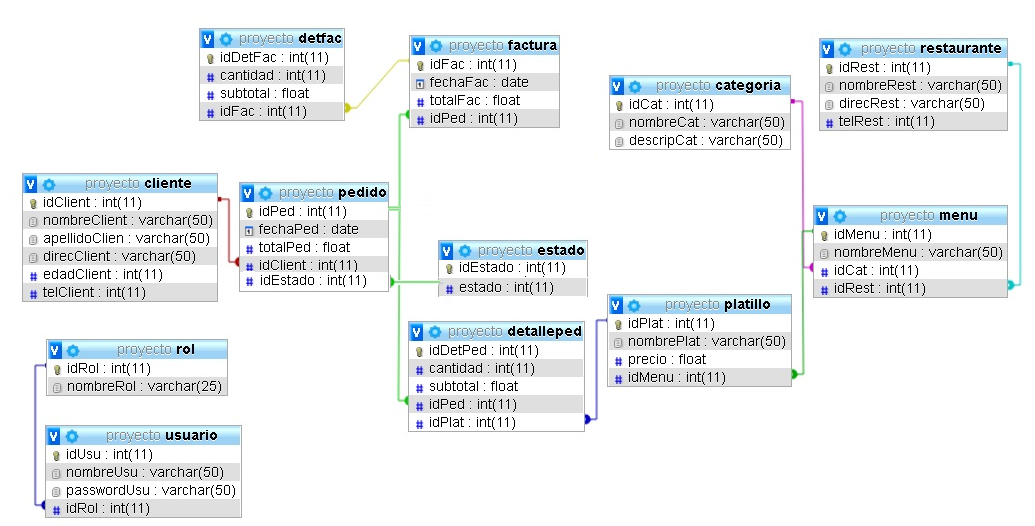 proyecto detfac
idDetFac : int(11)
cantidad : int(11)
subtotal : float
idFac : int(11)
proyecto factura
idFac : int(11)
fechaFac : date
totalFac : float
idPed : int(11)
proyecto categoria
idCat : int(11)
nombreCat : varchar(50)
descripCat : varchar(50)
proyecto restaurante
idRest : int(11)
nombreRest : varchar(50)
direcRest : varchar(50)
telRest : int(11)
proyecto cliente
idClient : int(11)
nombreClient : varchar(50)
apellidoClien : varchar(50)
direcClient : varchar(50)
edadClient : int(11)
telClient : int(11)
proyecto pedido
idPed : int(11)
fechaPed : date
totalPed : float
idClient : int(11)
idEstado : int(11)
proyecto estado
idEstado : int(11)
estado : int(11)
proyecto menu
idMenu : int(11)
nombreMenu : varchar(50)
idCat : int(11)
idRest : int(11)
proyecto platillo
idPlat : int(11)
nombrePlat : varchar(50)
precio : float
idMenu : int(11)
proyecto detalleped
idDetPed : int(11)
cantidad : int(11)
subtotal : float
idPed : int(11)
idPlat : int(11)
proyecto rol
idRol : int(11)
nombreRol : varchar(25)
proyecto usuario
idUsu : int(11)
nombreUsu : varchar(50)
passwordUsu : varchar(50)
idRol : int(11)